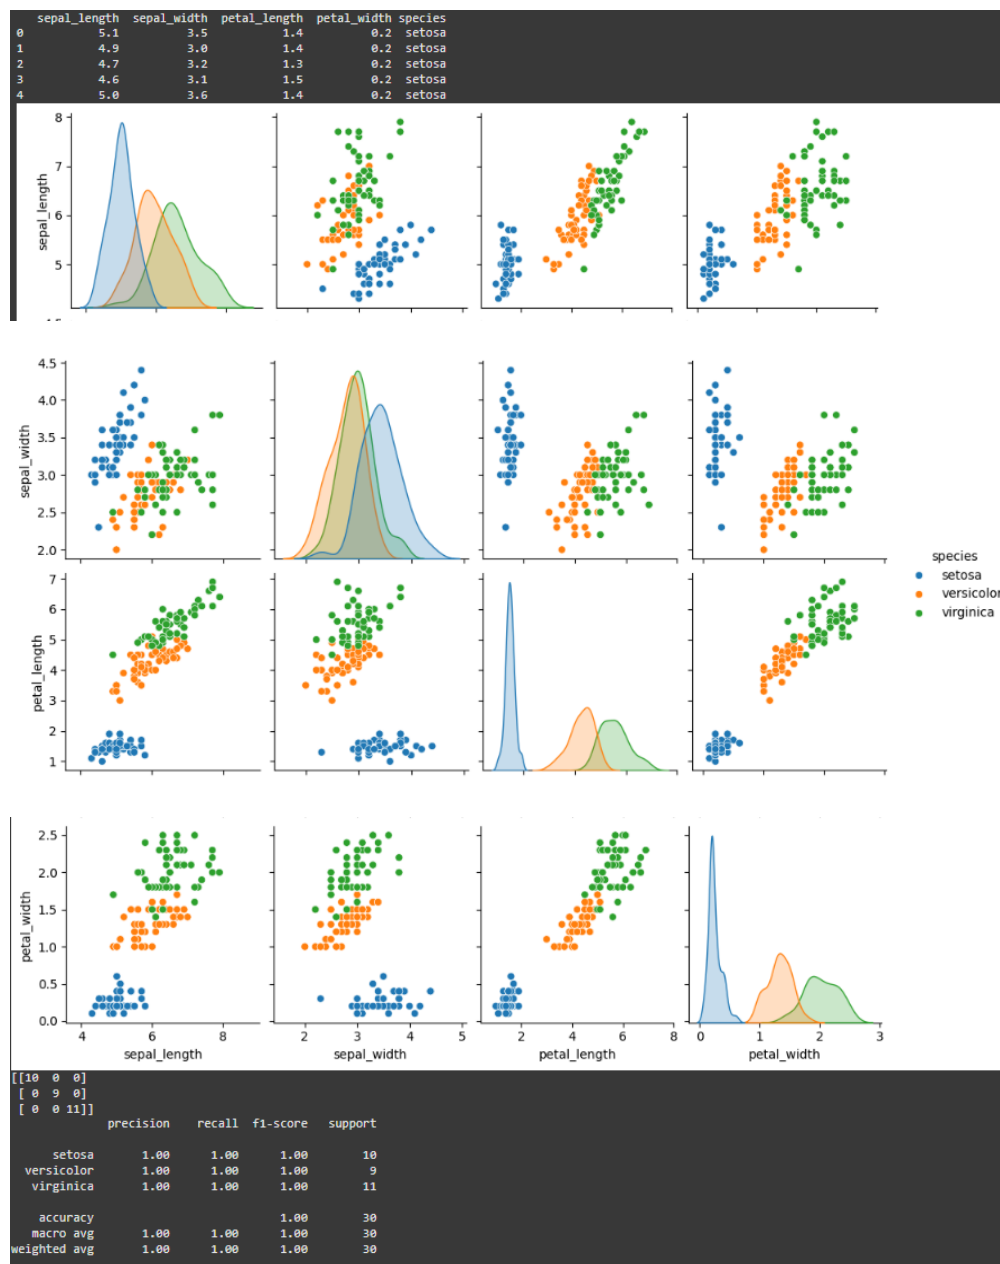 sepal_length sepal_width petal_length petal_width species
0 5.1 3.5 1.4 0.2 setosa
1 4.9 3.0 1.4 0.2 setosa
2 4.7 3.2 1.3 0.2 setosa
3 4.6 3.1 1.5 0.2 setosa
4 5.0 3.6 1.4 0.2 setosa
8
7
6
5
sepal_length
4.5
4.0
3.5
3.0
2.5
2.0
sepal_width
species
setosa
versicolor
virginica
7
6
5
4
3
2
1
petal_length
2.5
2.0
1.5
1.0
0.5
0.0
petal_width
4 6 8 2 3 4 5 2 4 6 8 0 1 2 3
sepal_length sepal_width petal_length petal_width
[[10 0 0]
[ 0 9 0]
[ 0 0 11]]
precision recall f1-score support
setosa 1.00 1.00 1.00 10
versicolor 1.00 1.00 1.00 9
virginica 1.00 1.00 1.00 11
accuracy 1.00 30
macro avg 1.00 1.00 1.00 30
weighted avg 1.00 1.00 1.00 30